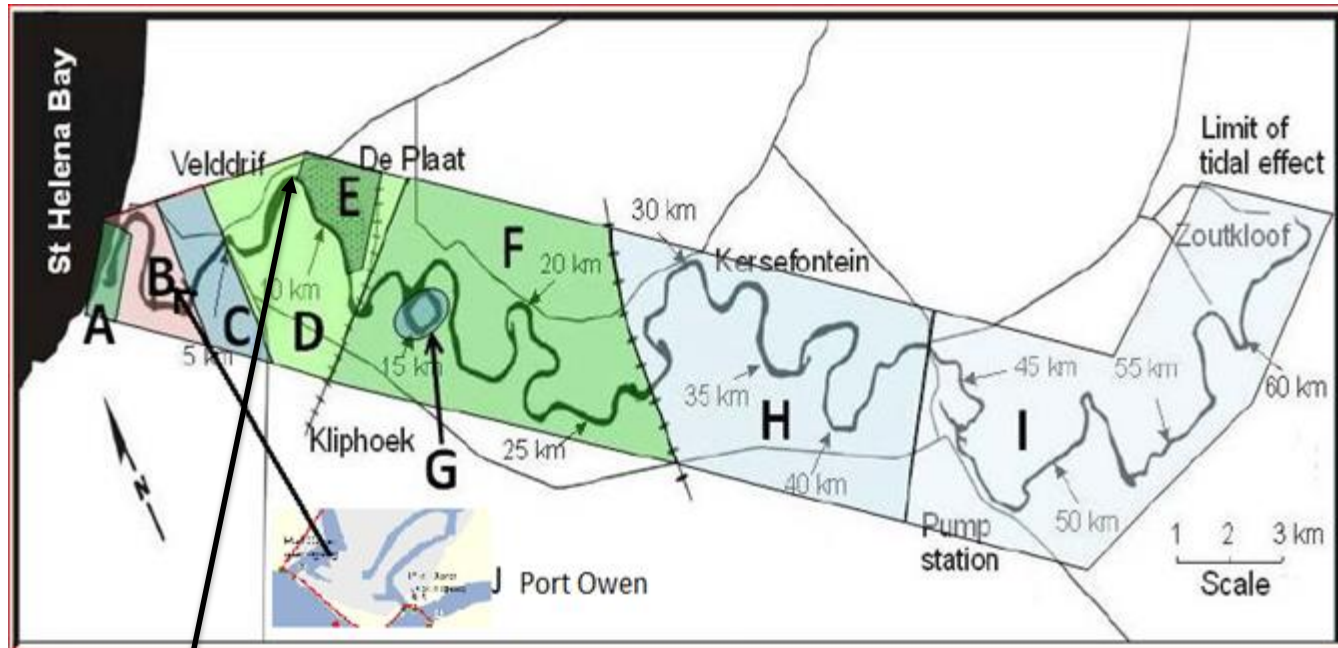 St Helena Bay
Velddrif
De Plaat
Limit of
tidal effect
30 km
E
F
20 km
Kersefontein
Zoutkloof
B
A
C
10 km
D
5 km
15 km
35 km
45 km
55 km
60 km
H
I
Kliphoek
G
25 km
40 km
50 km
N
Pump
station
1 2 3 km
Scale
J Port Owen